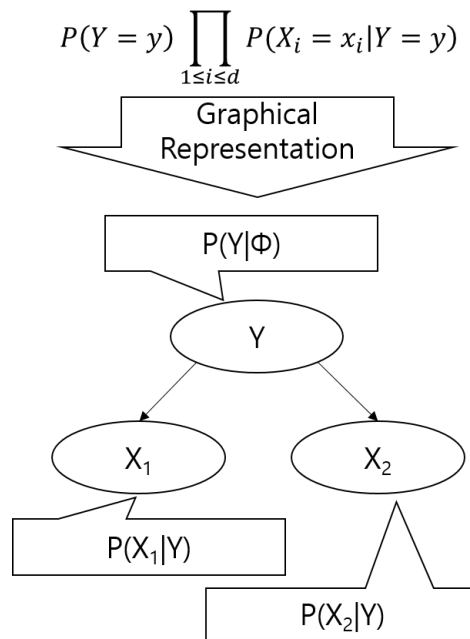 P(Y = y) ∏ P(X_i = x_i|Y = y)
1≤i≤d
Graphical
Representation
P(Y|Φ)
Y
X₁
X₂
P(X₁|Y)
P(X₂|Y)